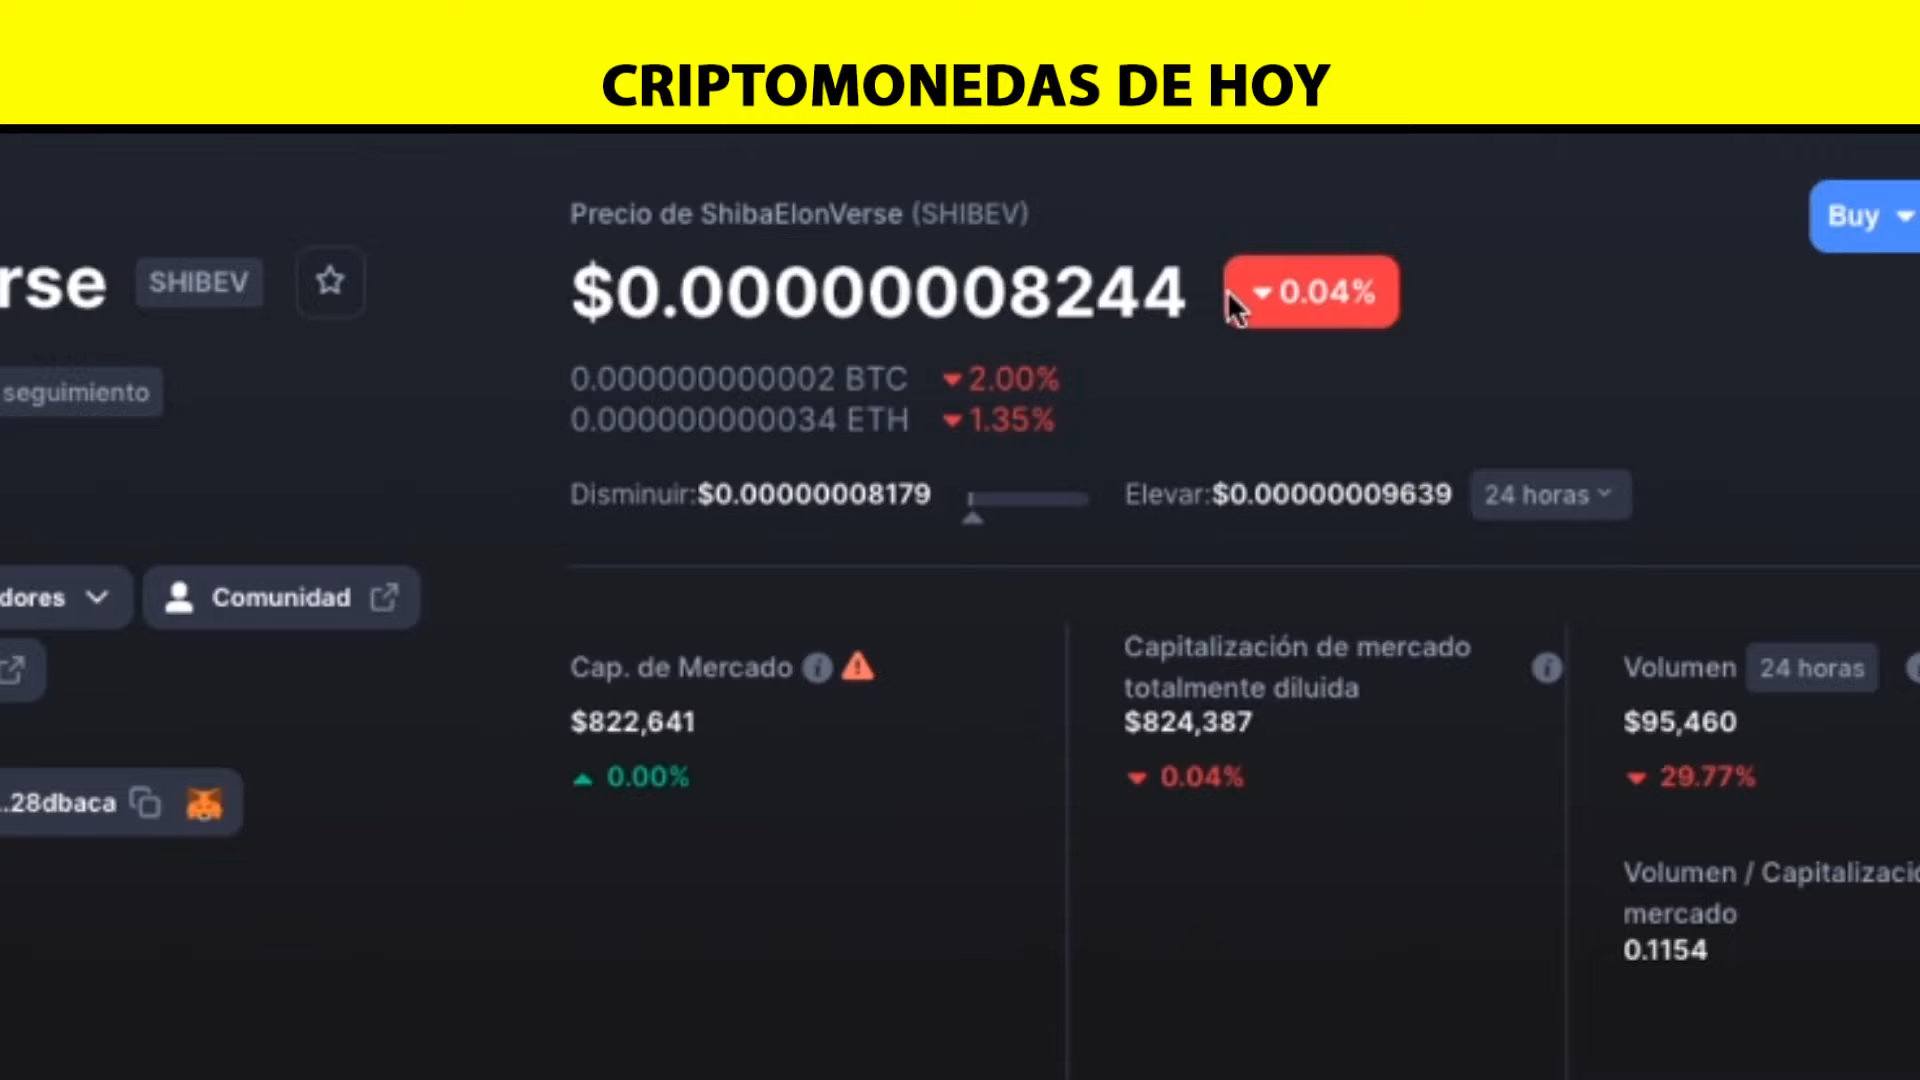 CRIPTOMONEDAS DE HOY
Precio de ShibaElonVerse (SHIBEV)
Buy
rse SHIBEV
$0.00000008244 0.04%
0.000000000002 BTC 2.00%
seguimiento
0.000000000034 ETH 1.35%
Disminuir:$0.00000008179 Elevar:$0.00000009639 24 horas
dores Comunidad
Cap. de Mercado
$822,641
0.00%
Capitalización de mercado
totalmente diluida
$824,387
0.04%
Volumen 24 horas
$95,460
29.77%
..28dbaca
Volumen / Capitalizació
mercado
0.1154